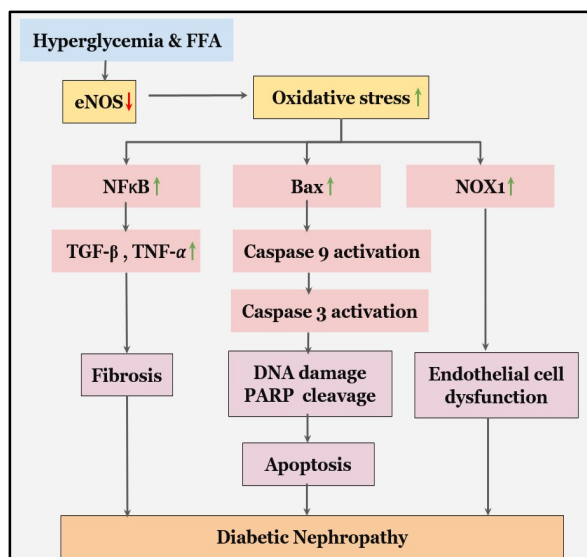 Hyperglycemia & FFA
eNOS↓
Oxidative stress↑
NFκB↑
Bax↑
NOX1↑
TGF-β , TNF-α↑
Caspase 9 activation
Caspase 3 activation
Fibrosis
DNA damage
PARP cleavage
Endothelial cell
dysfunction
Apoptosis
Diabetic Nephropathy